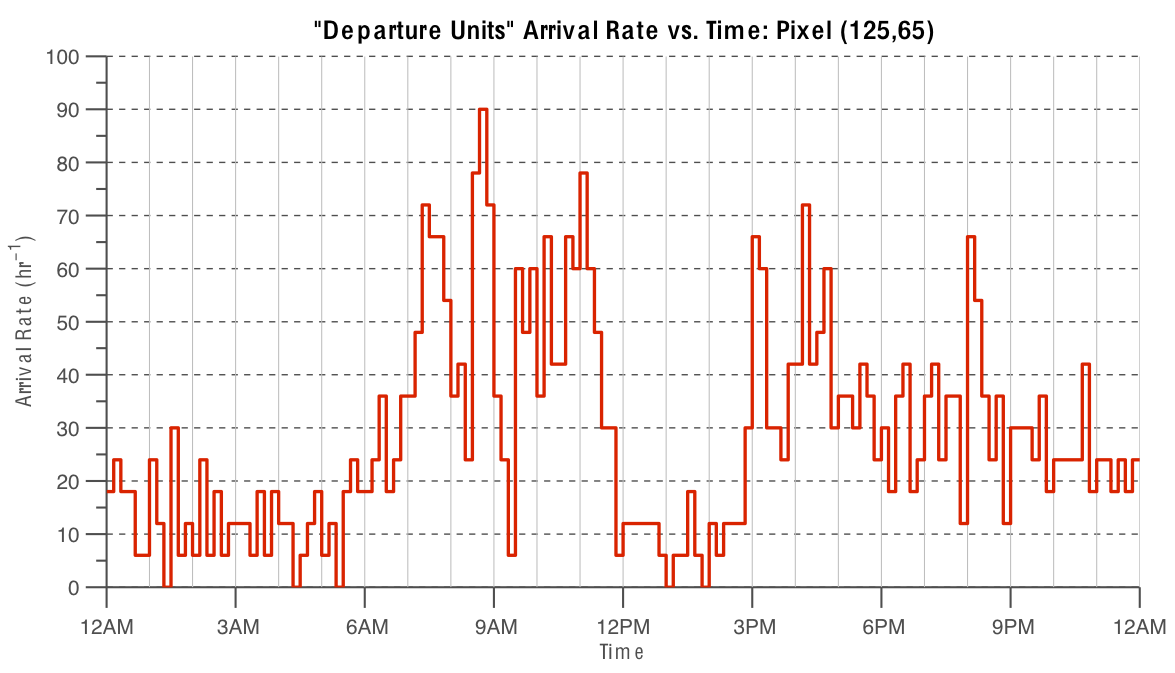 "Departure Units" Arrival Rate vs. Time: Pixel (125,65)
100
90
80
70
60
50
40
30
20
10
0
Arrival Rate (hr⁻¹)
12AM 3AM 6AM 9AM 12PM 3PM 6PM 9PM 12AM
Time